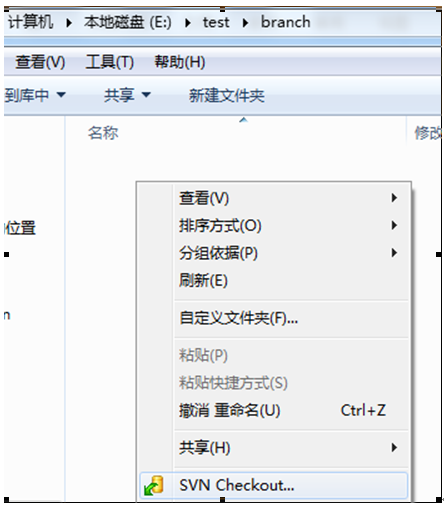 计算机 ▸ 本地磁盘 (E:) ▸ test ▸ branch
查看(V) 工具(T) 帮助(H)
到库中 共享 新建文件夹
名称 修改
位置
n
查看(V)
排序方式(O)
分组依据(P)
刷新(E)
自定义文件夹(F)...
粘贴(P)
粘贴快捷方式(S)
撤消 重命名(U) Ctrl+Z
共享(H)
SVN Checkout...